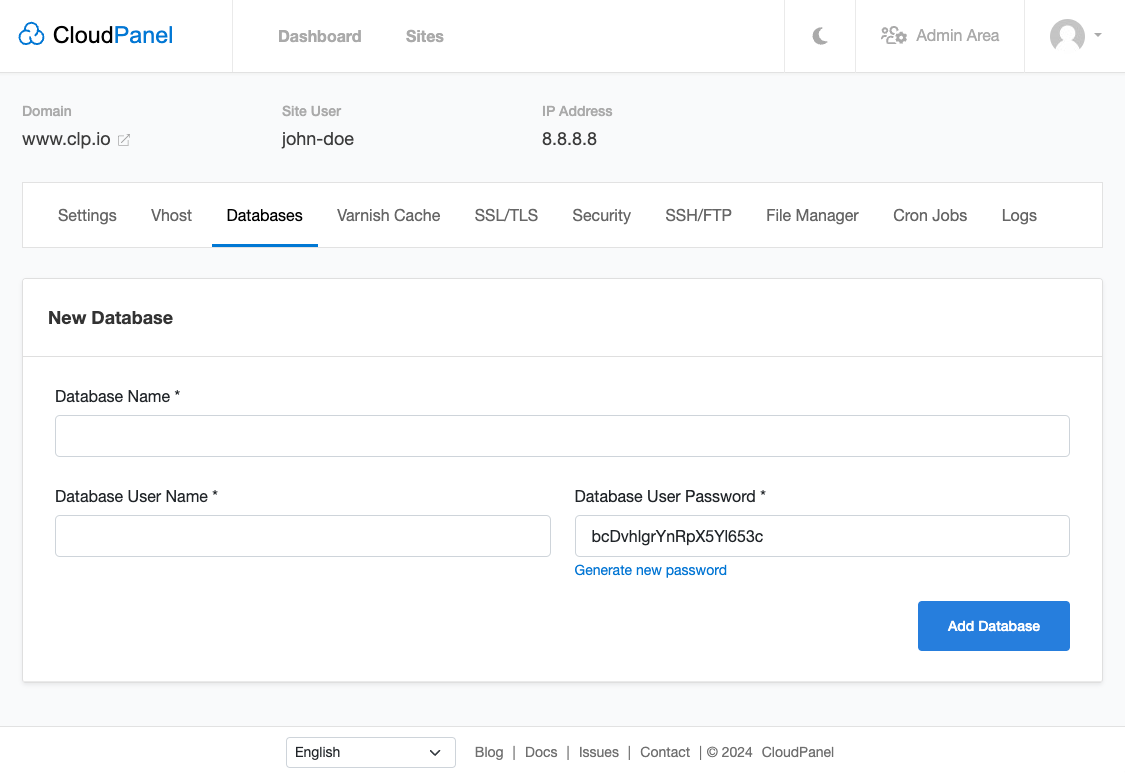 CloudPanel
Dashboard Sites Admin Area
Domain Site User IP Address
www.clp.io john-doe 8.8.8.8
Settings Vhost Databases Varnish Cache SSL/TLS Security SSH/FTP File Manager Cron Jobs Logs
New Database
Database Name *
Database User Name * Database User Password *
bcDvhlgrYnRpX5Yl653c
Generate new password
Add Database
English Blog | Docs | Issues | Contact | © 2024 CloudPanel